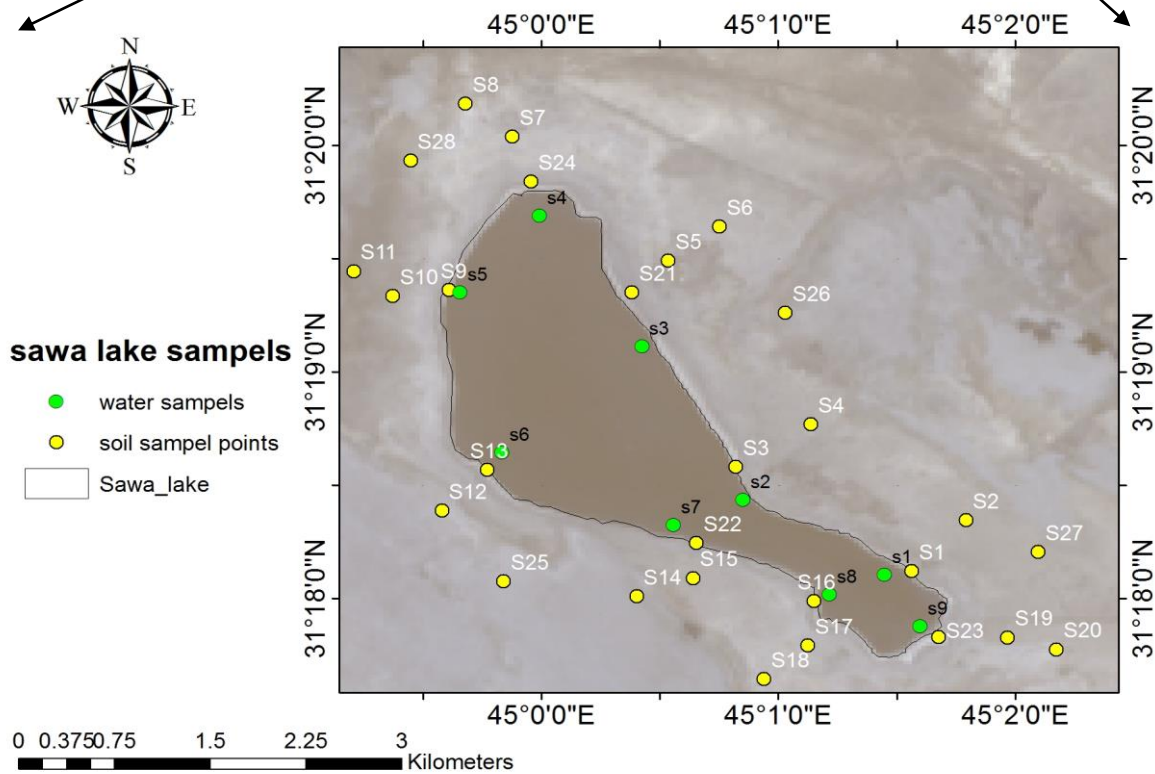 45°0'0"E 45°1'0"E 45°2'0"E
N
W E
S
31°20'0"N 31°20'0"N
31°19'0"N 31°19'0"N
31°18'0"N 31°18'0"N
S8
S7
S28
S24
s4
S6
S5
S11
S10 S9 s5
S21
S26
s3
S4
s6
S13
S3
s2
S12
s7
S22
S2
S27
S15
S25
S14
s1 S1
S16 s8
s9
S17
S23 S19 S20
S18
sawa lake sampels
water sampels
soil sampel points
Sawa_lake
45°0'0"E 45°1'0"E 45°2'0"E
0 0.375 0.75 1.5 2.25 3
Kilometers